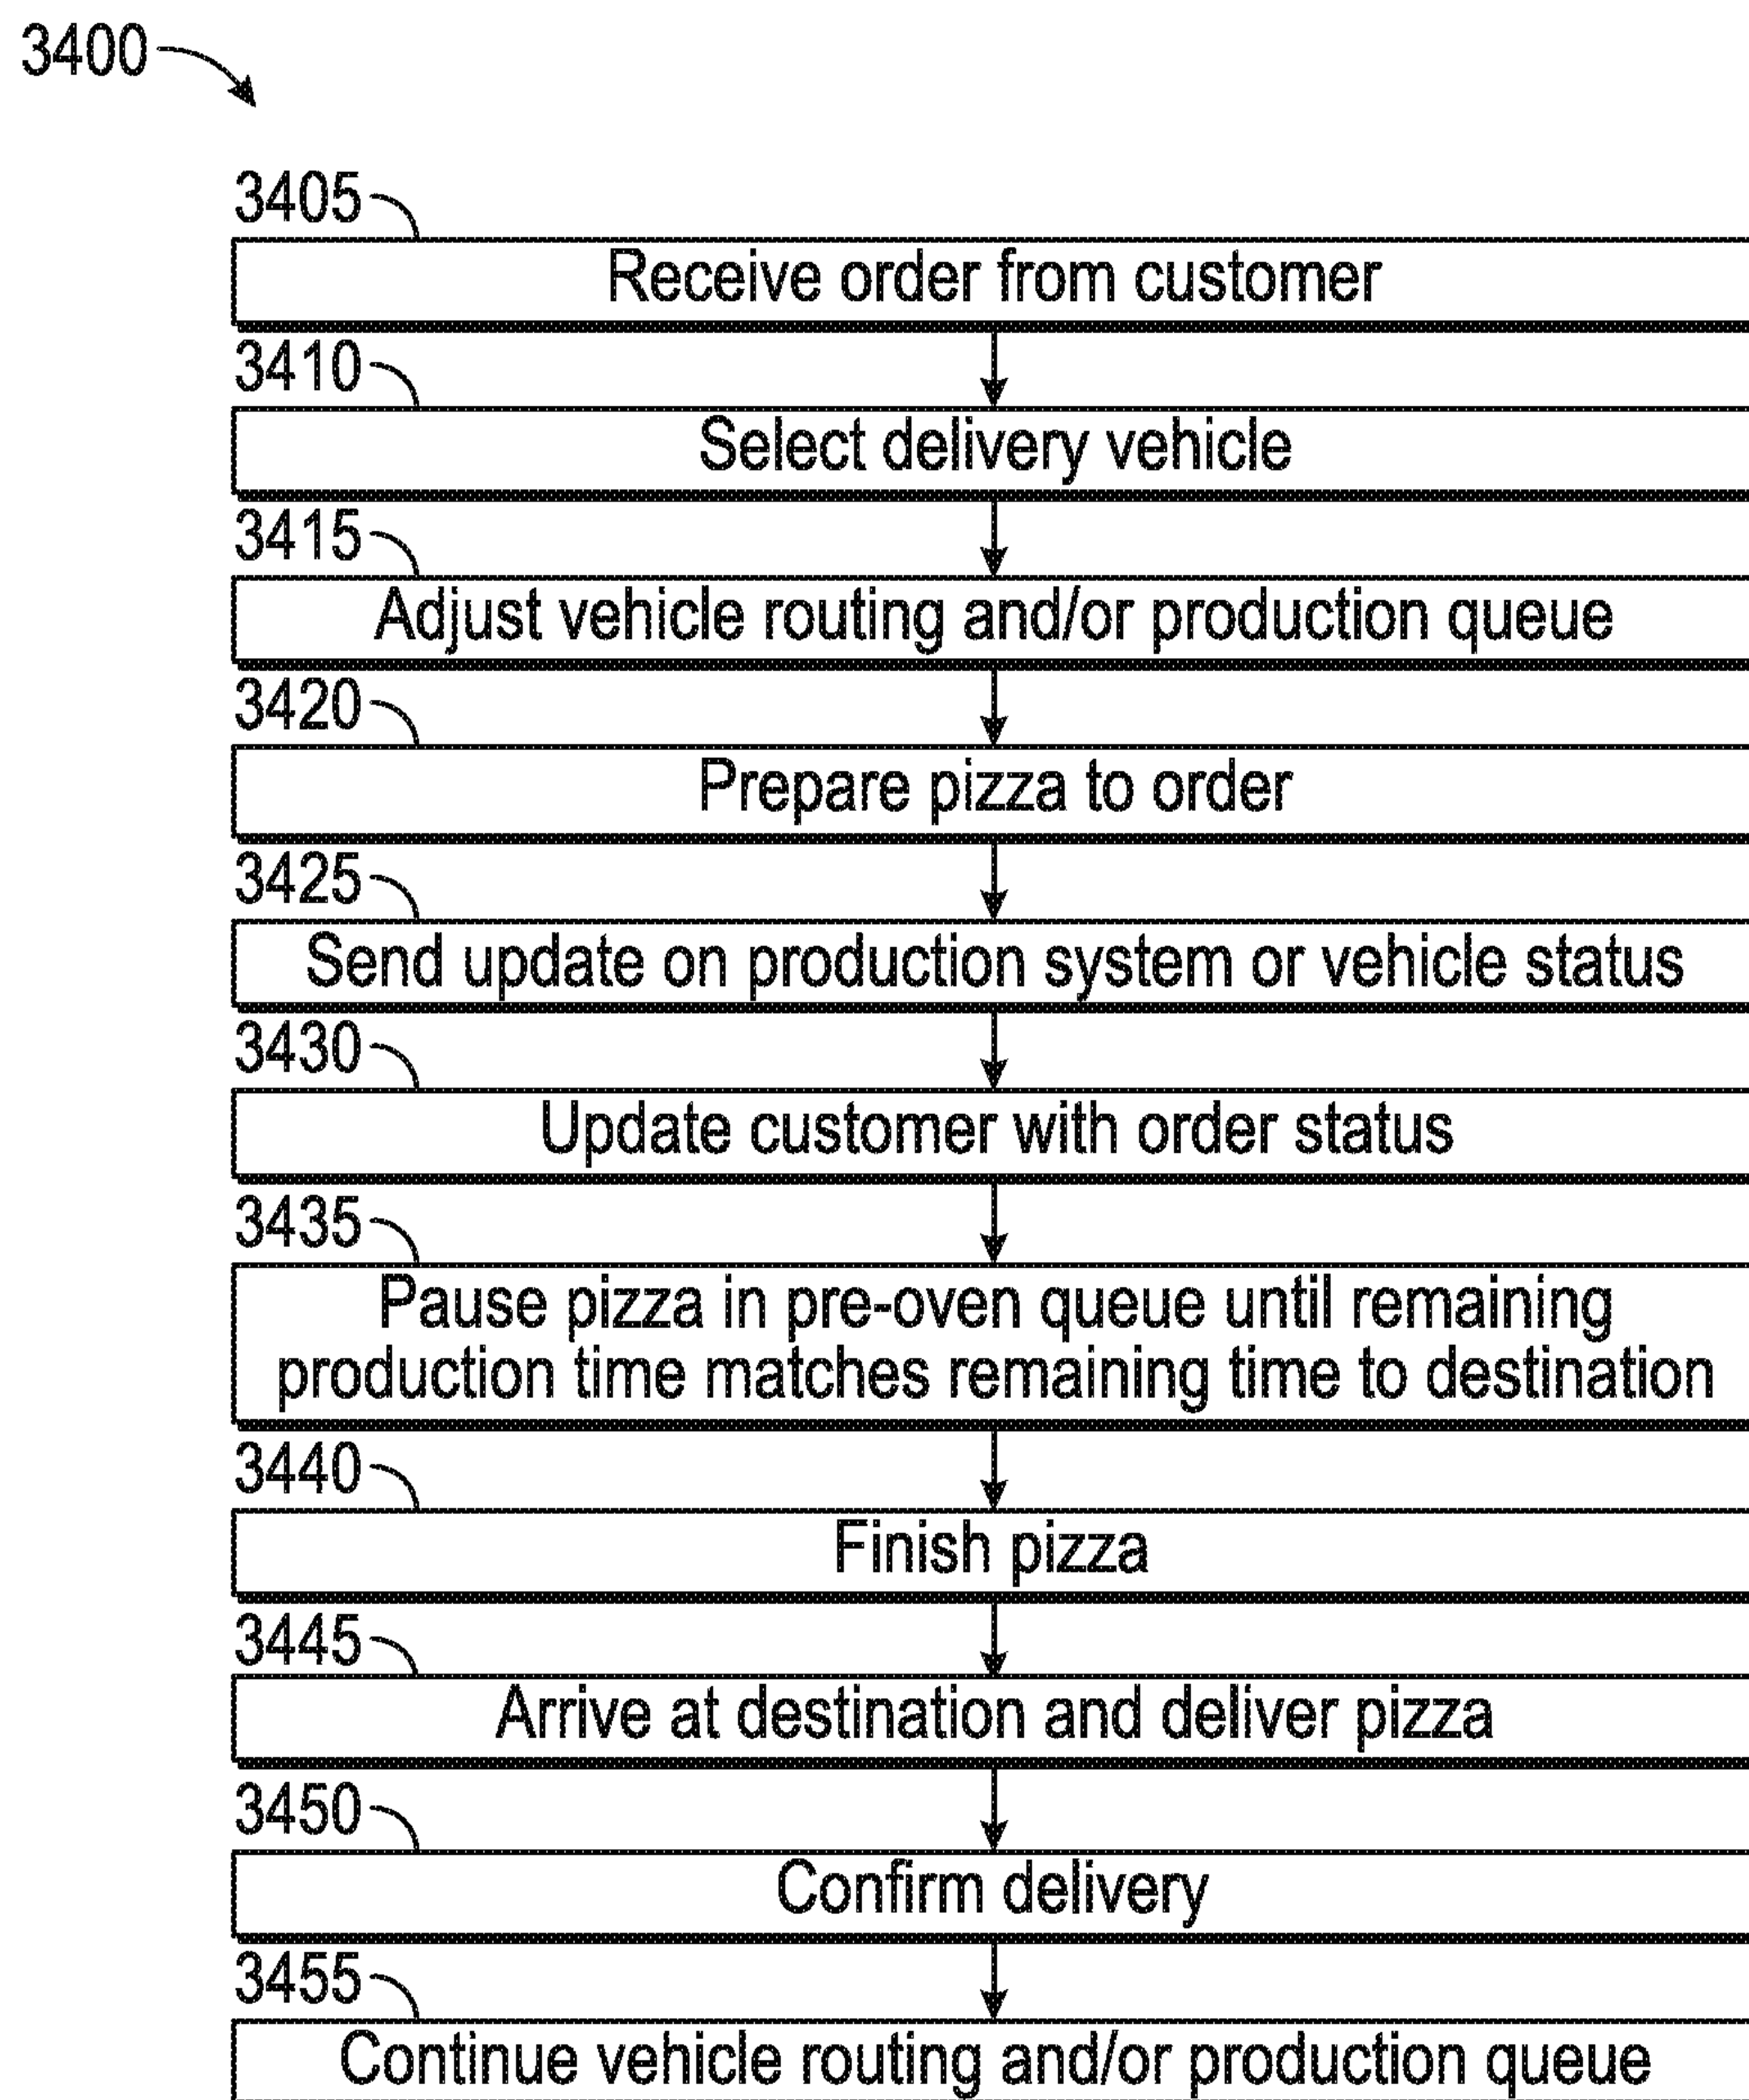 3400
3405
Receive order from customer
3410
Select delivery vehicle
3415
Adjust vehicle routing and/or production queue
3420
Prepare pizza to order
3425
Send update on production system or vehicle status
3430
Update customer with order status
3435
Pause pizza in pre-oven queue until remaining
production time matches remaining time to destination
3440
Finish pizza
3445
Arrive at destination and deliver pizza
3450
Confirm delivery
3455
Continue vehicle routing and/or production queue